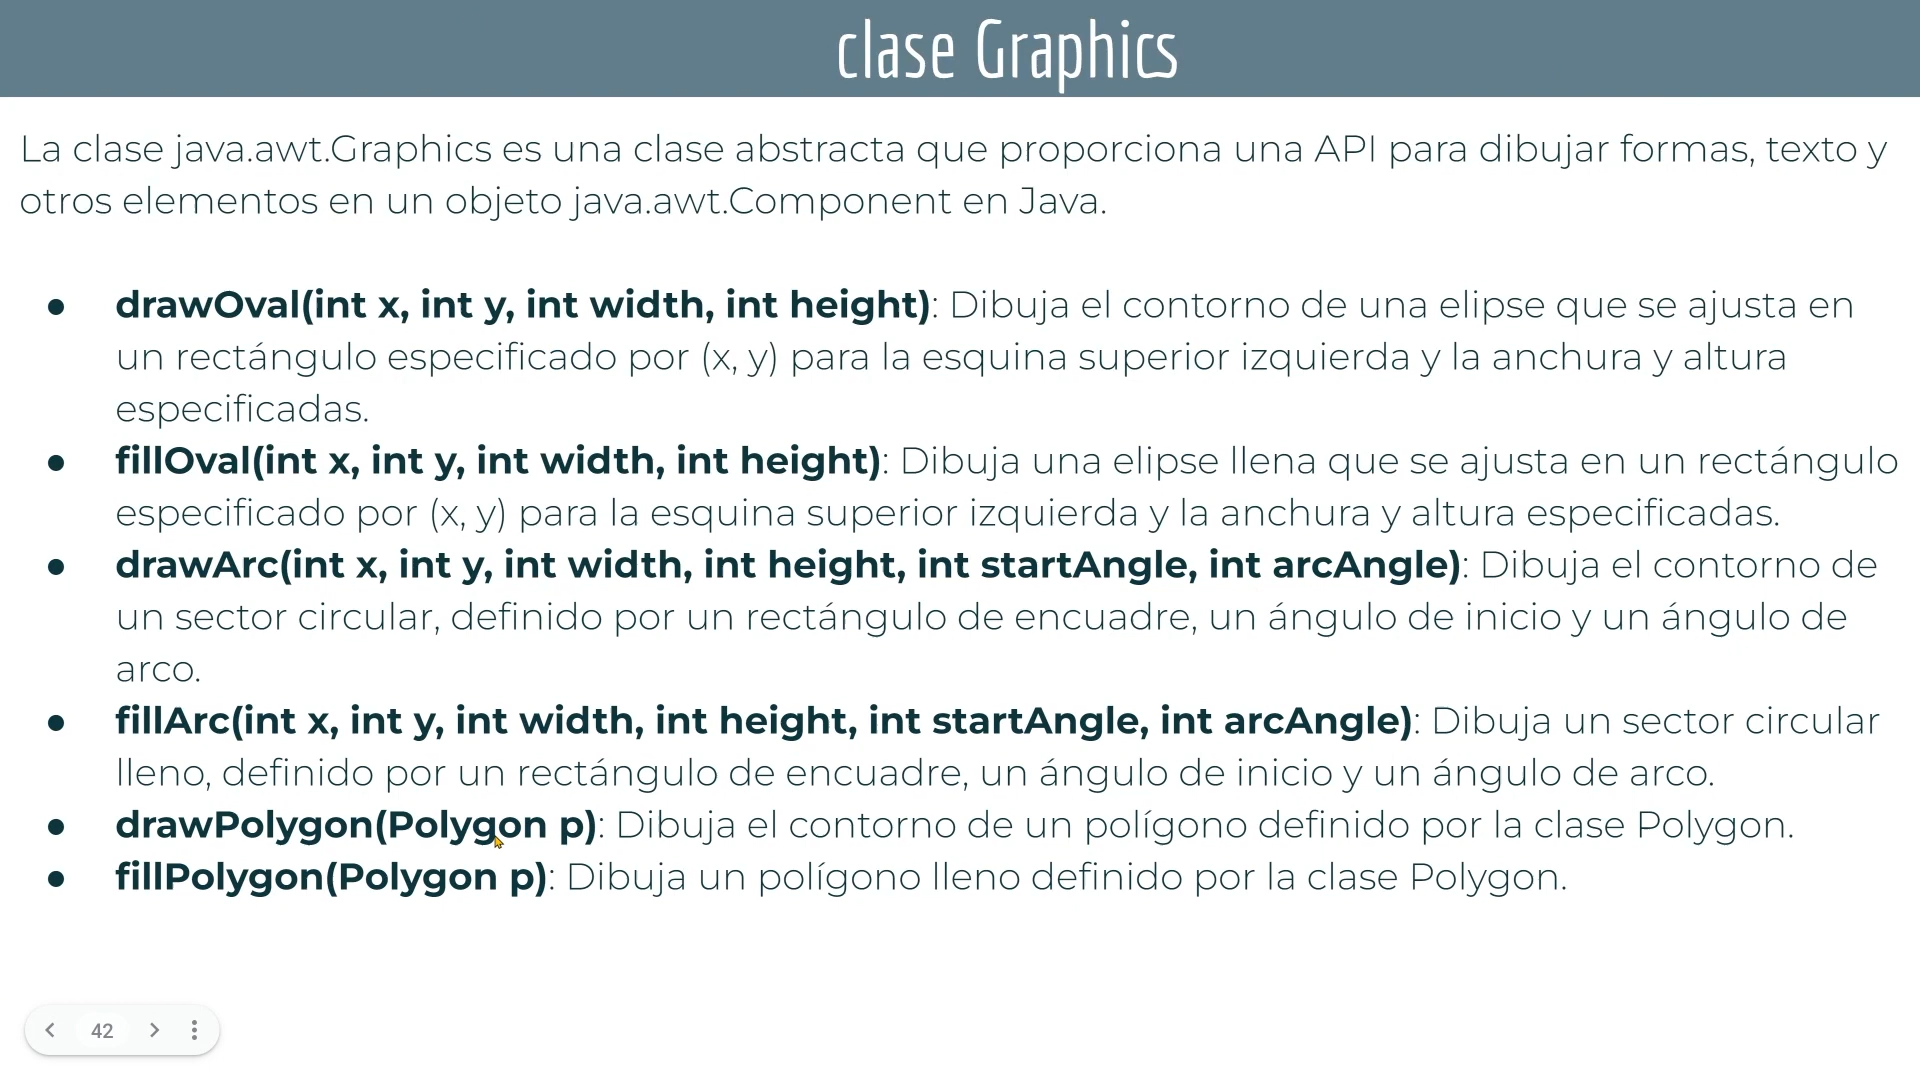 clase Graphics
La clase java.awt.Graphics es una clase abstracta que proporciona una API para dibujar formas, texto y
otros elementos en un objeto java.awt.Component en Java.
● drawOval(int x, int y, int width, int height): Dibuja el contorno de una elipse que se ajusta en
un rectángulo especificado por (x, y) para la esquina superior izquierda y la anchura y altura
especificadas.
● fillOval(int x, int y, int width, int height): Dibuja una elipse llena que se ajusta en un rectángulo
especificado por (x, y) para la esquina superior izquierda y la anchura y altura especificadas.
● drawArc(int x, int y, int width, int height, int startAngle, int arcAngle): Dibuja el contorno de
un sector circular, definido por un rectángulo de encuadre, un ángulo de inicio y un ángulo de
arco.
● fillArc(int x, int y, int width, int height, int startAngle, int arcAngle): Dibuja un sector circular
lleno, definido por un rectángulo de encuadre, un ángulo de inicio y un ángulo de arco.
● drawPolygon(Polygon p): Dibuja el contorno de un polígono definido por la clase Polygon.
● fillPolygon(Polygon p): Dibuja un polígono lleno definido por la clase Polygon.
42